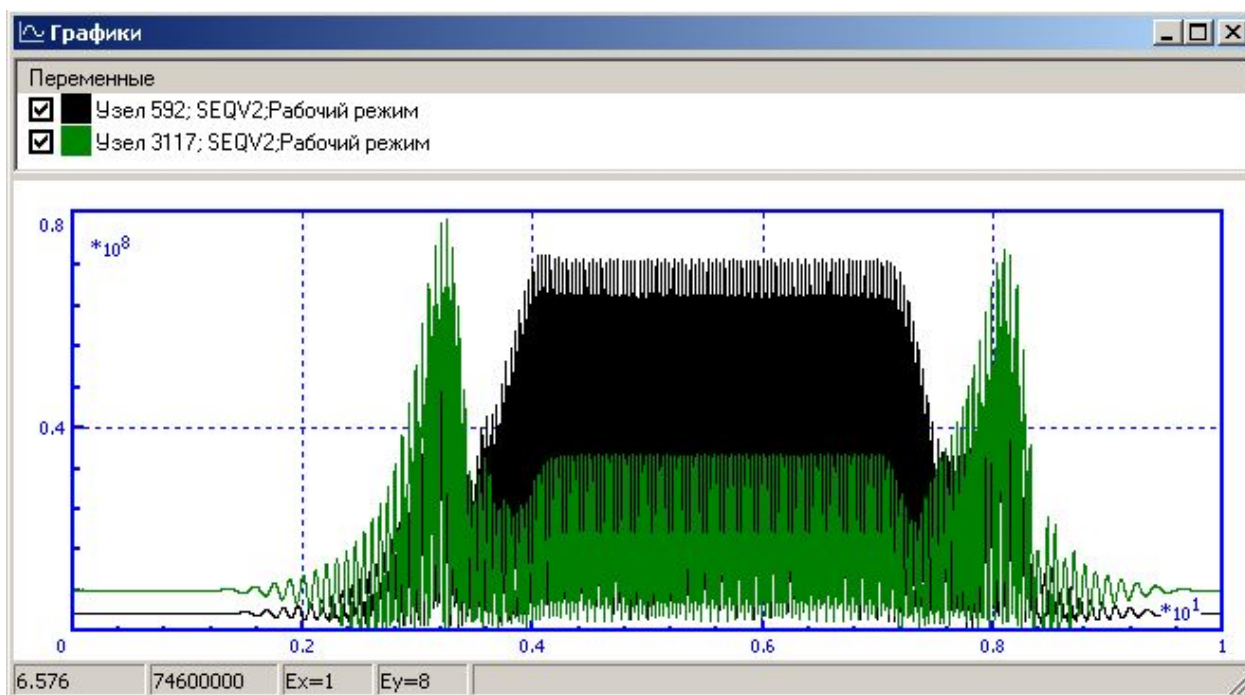 Графики
Переменные
Узел 592; SEQV2;Рабочий режим
Узел 3117; SEQV2;Рабочий режим
0.8
*10⁸
0.4
*10¹
0 0.2 0.4 0.6 0.8 1
6.576 74600000 Ex=1 Ey=8